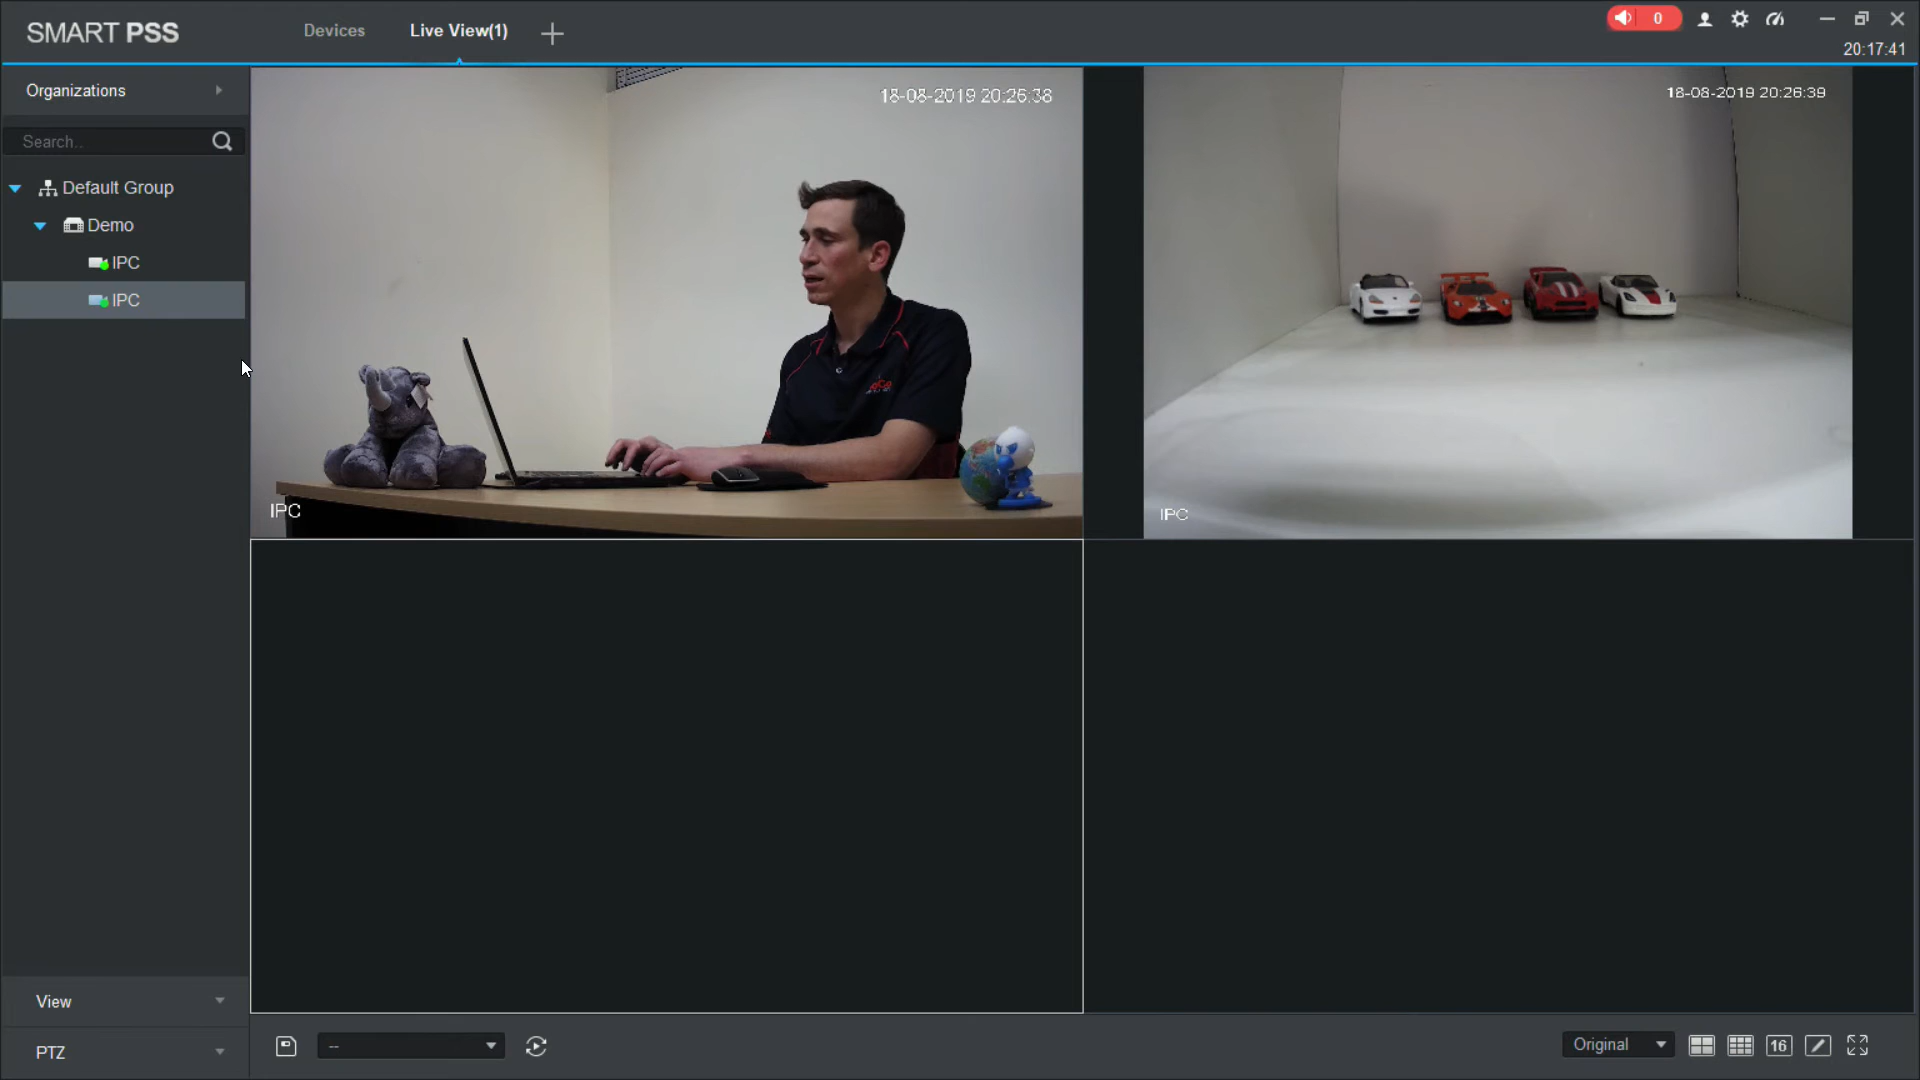 SMART PSS
Devices
Live View(1)
0
20:17:41
Organizations
Search..
Default Group
Demo
IPC
IPC
18-08-2019 20:26:38
IPC
18-08-2019 20:26:39
IPC
View
PTZ
--
Original
16